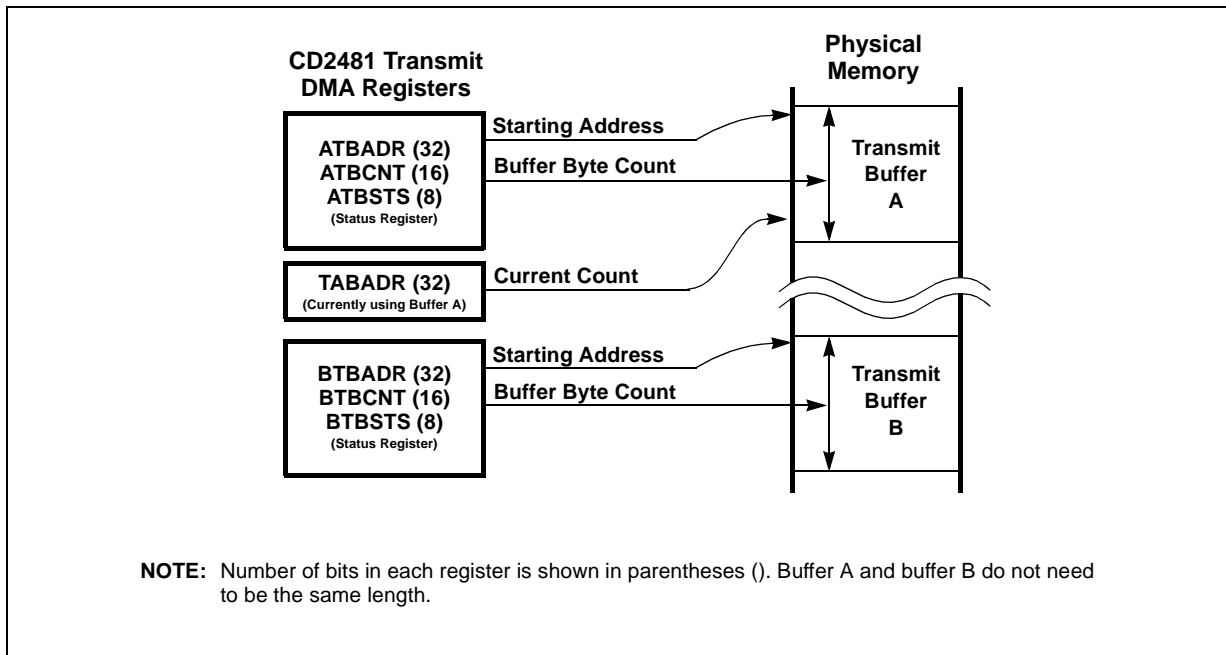 CD2481 Transmit
DMA Registers
Physical
Memory
ATBADR (32)
ATBCNT (16)
ATBSTS (8)
(Status Register)
Starting Address
Buffer Byte Count
Transmit
Buffer
A
TABADR (32)
(Currently using Buffer A)
Current Count
BTBADR (32)
BTBCNT (16)
BTBSTS (8)
(Status Register)
Starting Address
Buffer Byte Count
Transmit
Buffer
B
NOTE: Number of bits in each register is shown in parentheses (). Buffer A and buffer B do not need
to be the same length.